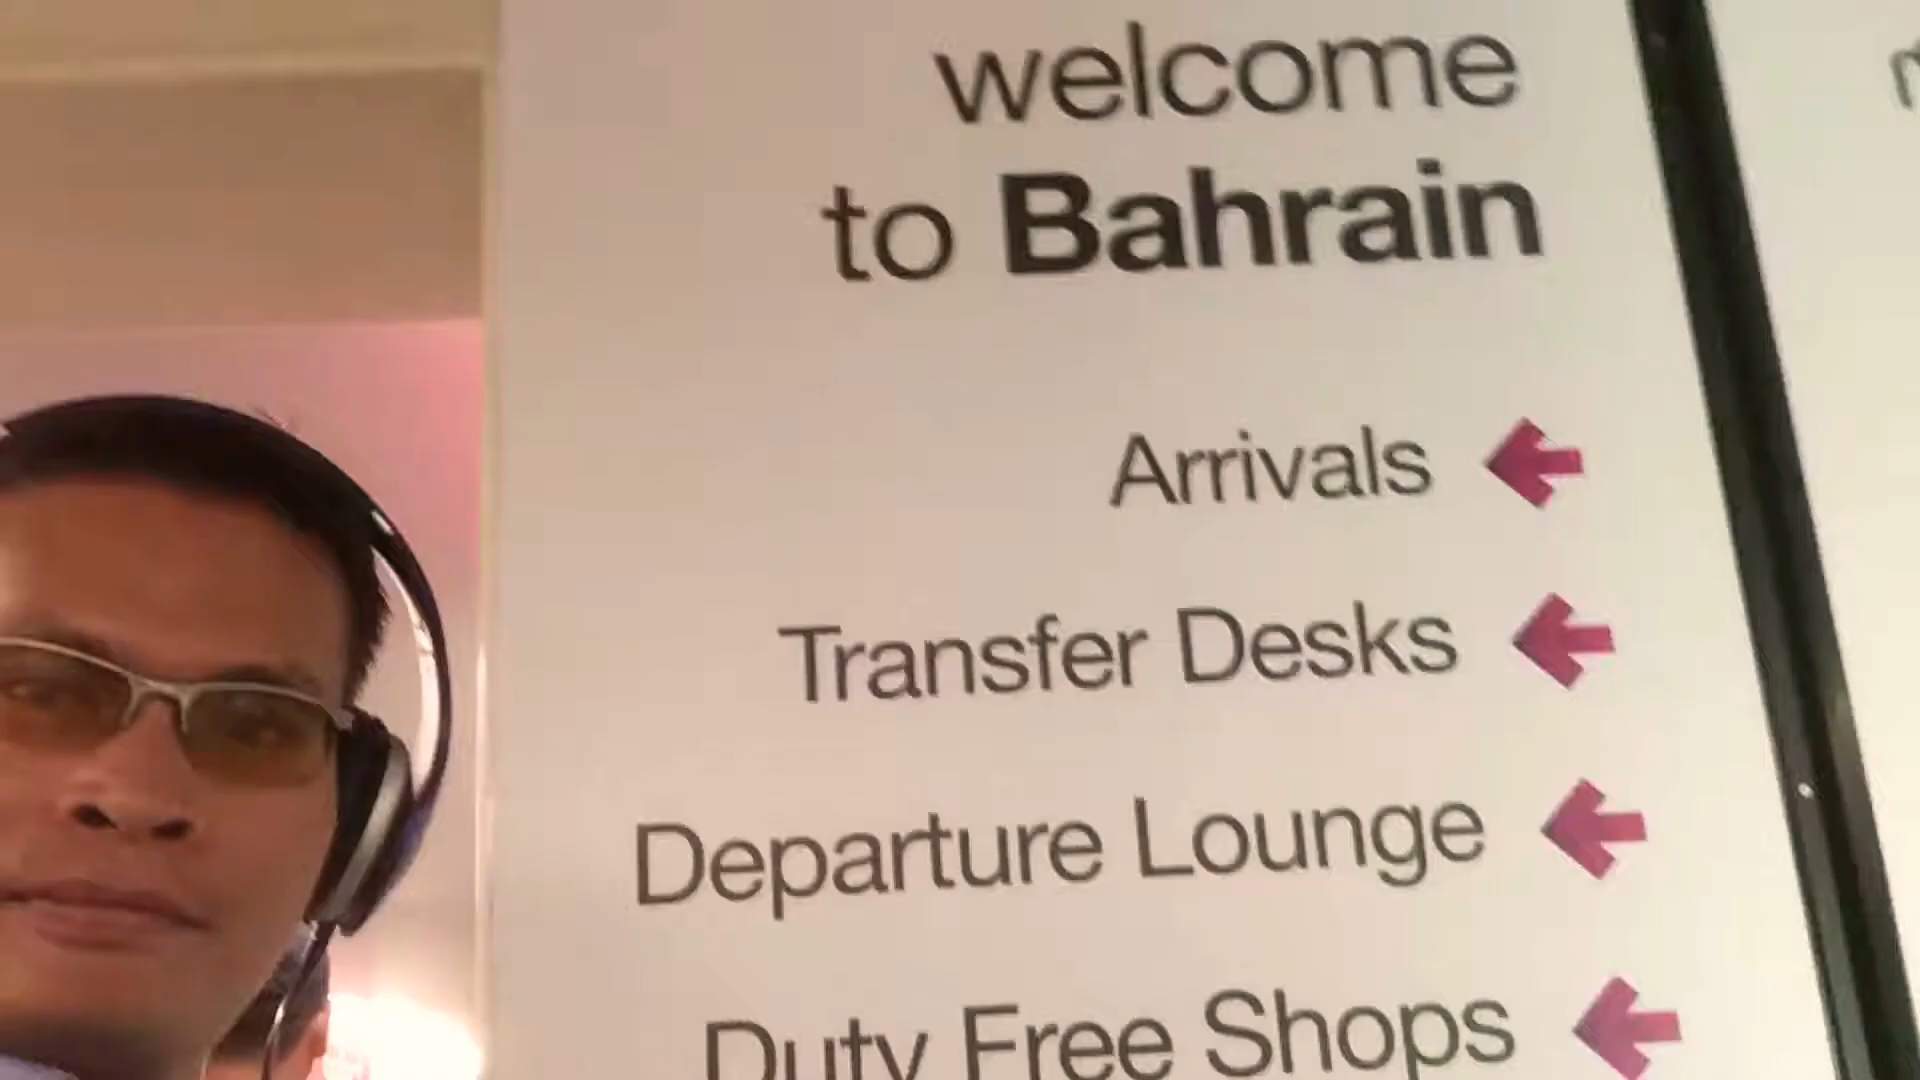 welcome
to Bahrain
Arrivals
Transfer Desks
Departure Lounge
Duty Free Shops